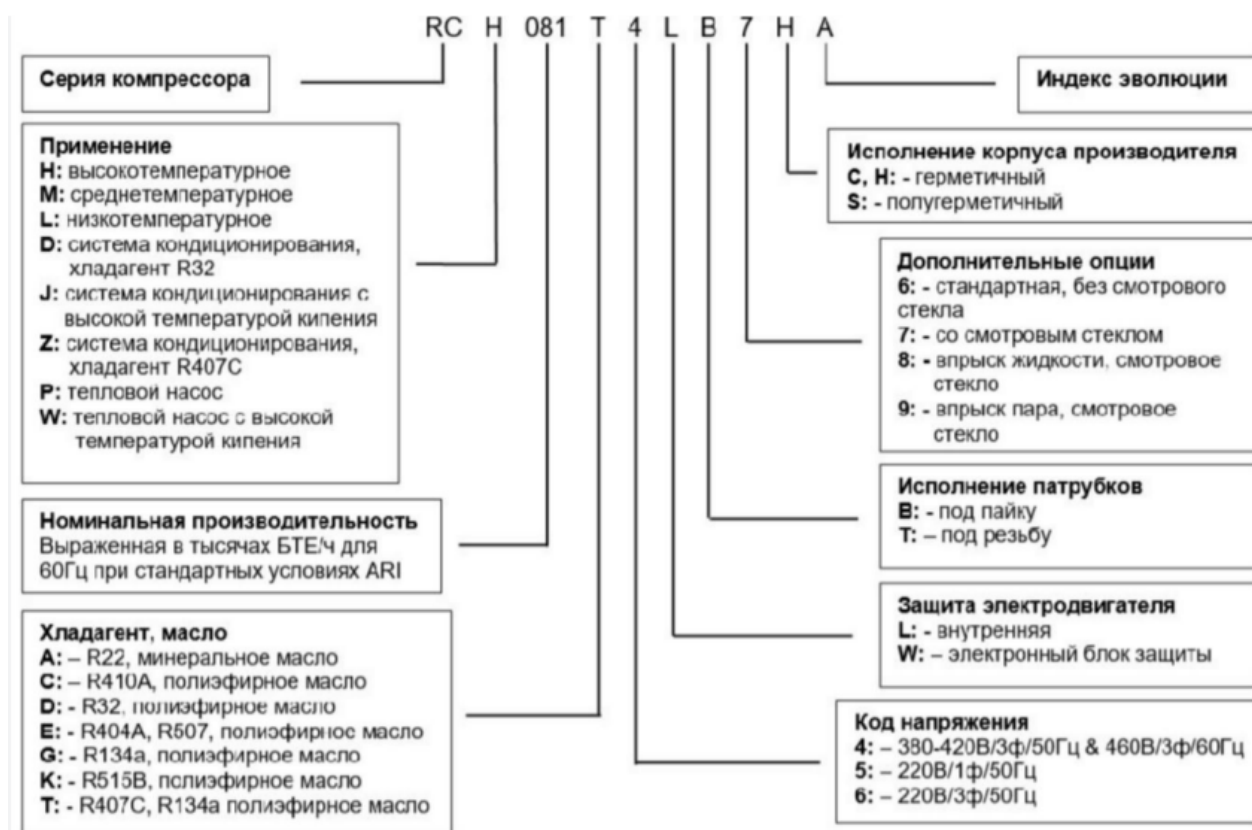 RC H 081 T 4 L B 7 H A
Серия компрессора
Применение
H: высокотемпературное
M: среднетемпературное
L: низкотемпературное
D: система кондиционирования,
хладагент R32
J: система кондиционирования с
высокой температурой кипения
Z: система кондиционирования,
хладагент R407C
P: тепловой насос
W: тепловой насос с высокой
температурой кипения
Номинальная производительность
Выраженная в тысячах БТЕ/ч для
60Гц при стандартных условиях ARI
Хладагент, масло
A: – R22, минеральное масло
C: – R410A, полиэфирное масло
D: - R32, полиэфирное масло
E: - R404A, R507, полиэфирное масло
G: - R134a, полиэфирное масло
K: - R515B, полиэфирное масло
T: - R407C, R134a полиэфирное масло
Индекс эволюции
Исполнение корпуса производителя
C, H: - герметичный
S: - полугерметичный
Дополнительные опции
6: - стандартная, без смотрового
стекла
7: - со смотровым стеклом
8: - впрыск жидкости, смотровое
стекло
9: - впрыск пара, смотровое
стекло
Исполнение патрубков
B: - под пайку
T: – под резьбу
Защита электродвигателя
L: - внутренняя
W: – электронный блок защиты
Код напряжения
4: – 380-420В/3ф/50Гц & 460В/3ф/60Гц
5: – 220В/1ф/50Гц
6: – 220В/3ф/50Гц